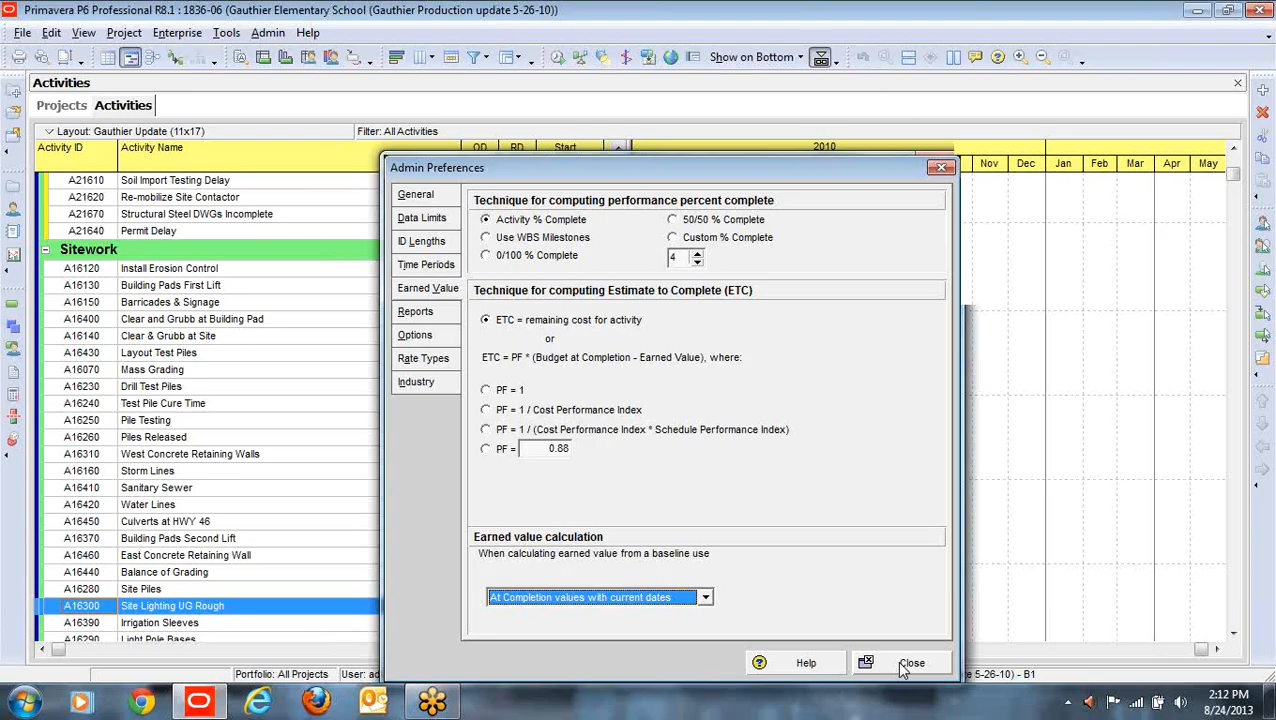 Primavera P6 Professional R8.1 : 1836-06 (Gauthier Elementary School (Gauthier Production update 5-26-10))
File Edit View Project Enterprise Tools Admin Help
Show on Bottom
Activities
Projects Activities
Layout: Gauthier Update (11x17) Filter: All Activities
Activity ID Activity Name OD RD Start 2010
Nov Dec Jan Feb Mar Apr May
A21610 Soil Import Testing Delay
A21620 Re-mobilize Site Contactor
A21670 Structural Steel DWGs Incomplete
A21640 Permit Delay
Sitework
A16120 Install Erosion Control
A16130 Building Pads First Lift
A16150 Barricades & Signage
A16400 Clear and Grubb at Building Pad
A16140 Clear & Grubb at Site
A16430 Layout Test Piles
A16070 Mass Grading
A16230 Drill Test Piles
A16240 Test Pile Cure Time
A16250 Pile Testing
A16260 Piles Released
A16310 West Concrete Retaining Walls
A16160 Storm Lines
A16410 Sanitary Sewer
A16420 Water Lines
A16450 Culverts at HWY 46
A16370 Building Pads Second Lift
A16460 East Concrete Retaining Wall
A16440 Balance of Grading
A16280 Site Piles
A16300 Site Lighting UG Rough
A16390 Irrigation Sleeves
A16290 Light Pole Bases
Admin Preferences
General
Data Limits
ID Lengths
Time Periods
Earned Value
Reports
Options
Rate Types
Industry
Technique for computing performance percent complete
Activity % Complete 50/50 % Complete
Use WBS Milestones Custom % Complete
0/100 % Complete 4
Technique for computing Estimate to Complete (ETC)
ETC = remaining cost for activity
or
ETC = PF * (Budget at Completion - Earned Value), where:
PF = 1
PF = 1 / Cost Performance Index
PF = 1 / (Cost Performance Index * Schedule Performance Index)
PF = 0.88
Earned value calculation
When calculating earned value from a baseline use
At Completion values with current dates
Help Close
Portfolio: All Projects User: ad 5-26-10) - B1
2:12 PM
8/24/2013